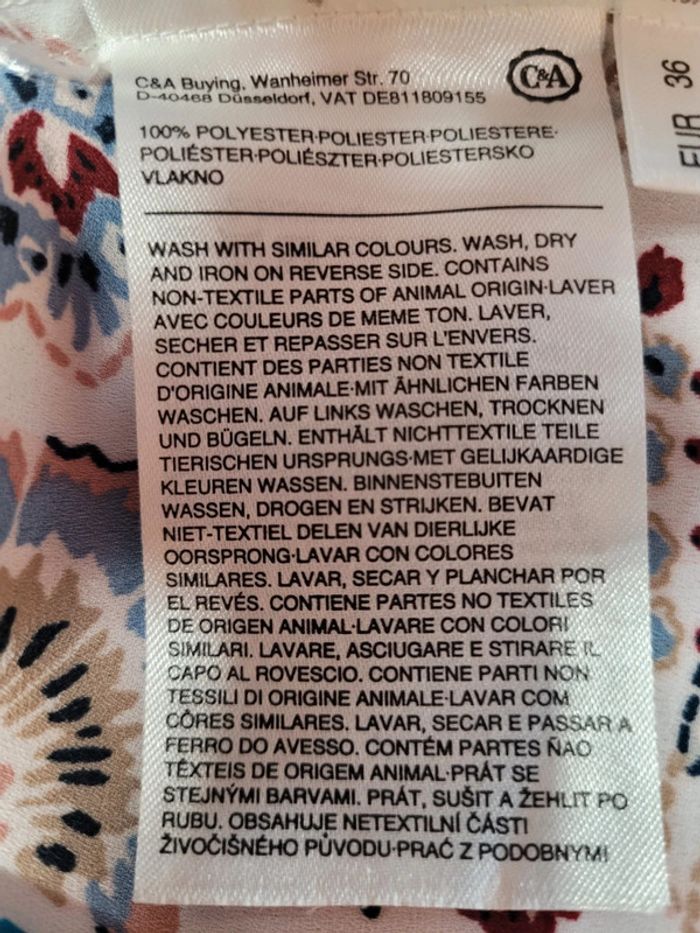 C&A Buying, Wanheimer Str. 70
D-40468 Düsseldorf, VAT DE811809155
C&A
100% POLYESTER·POLIESTER·POLIESTERE·
POLIÉSTER·POLIÉSZTER·POLIESTERSKO
VLAKNO
WASH WITH SIMILAR COLOURS. WASH, DRY
AND IRON ON REVERSE SIDE. CONTAINS
NON-TEXTILE PARTS OF ANIMAL ORIGIN·LAVER
AVEC COULEURS DE MEME TON. LAVER,
SECHER ET REPASSER SUR L'ENVERS.
CONTIENT DES PARTIES NON TEXTILE
D'ORIGINE ANIMALE·MIT ÄHNLICHEN FARBEN
WASCHEN. AUF LINKS WASCHEN, TROCKNEN
UND BÜGELN. ENTHÄLT NICHTTEXTILE TEILE
TIERISCHEN URSPRUNGS·MET GELIJKAARDIGE
KLEUREN WASSEN. BINNENSTEBUITEN
WASSEN, DROGEN EN STRIJKEN. BEVAT
NIET-TEXTIEL DELEN VAN DIERLIJKE
OORSPRONG·LAVAR CON COLORES
SIMILARES. LAVAR, SECAR Y PLANCHAR POR
EL REVÉS. CONTIENE PARTES NO TEXTILES
DE ORIGEN ANIMAL·LAVARE CON COLORI
SIMILARI. LAVARE, ASCIUGARE E STIRARE IL
CAPO AL ROVESCIO. CONTIENE PARTI NON
TESSILI DI ORIGINE ANIMALE·LAVAR COM
CÔRES SIMILARES. LAVAR, SECAR E PASSAR A
FERRO DO AVESSO. CONTÉM PARTES ÑAO
TÉXTEIS DE ORIGEM ANIMAL·PRÁT SE
STEJNÝMI BARVAMI. PRÁT, SUŠIT A ŽEHLIT PO
RUBU. OBSAHUJE NETEXTILNÍ ČÁSTI
ŽIVOČIŠNÉHO PŮVODU·PRAĆ Z PODOBNYMI
EUR 36